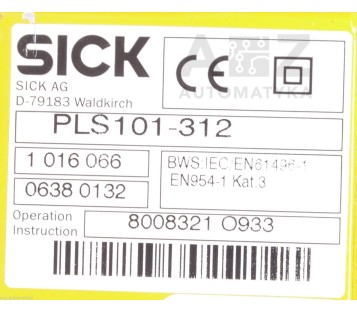 SICK
SICK AG
D-79183 Waldkirch
CE
PLS101-312
1 016 066
BWS:IEC/EN61496-1
EN954-1 Kat.3
0638 0132
Operation
Instruction
8008321 O933
AUTOMATYKA